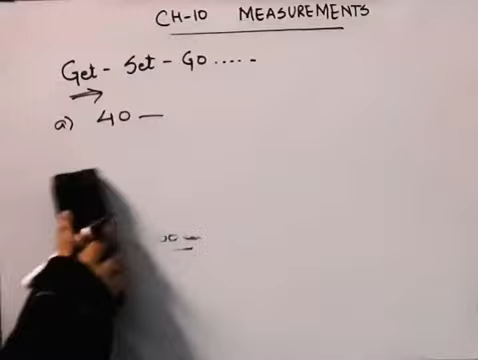 CH-10 MEASUREMENTS
Get - Set - Go.....
a) 40 —